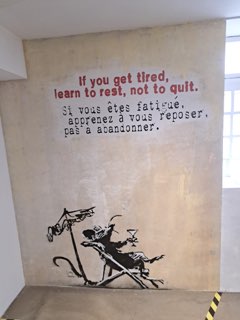 If you get tired,
learn to rest, not to quit.
Si vous êtes fatigué,
apprenez à vous reposer,
pas à abandonner.